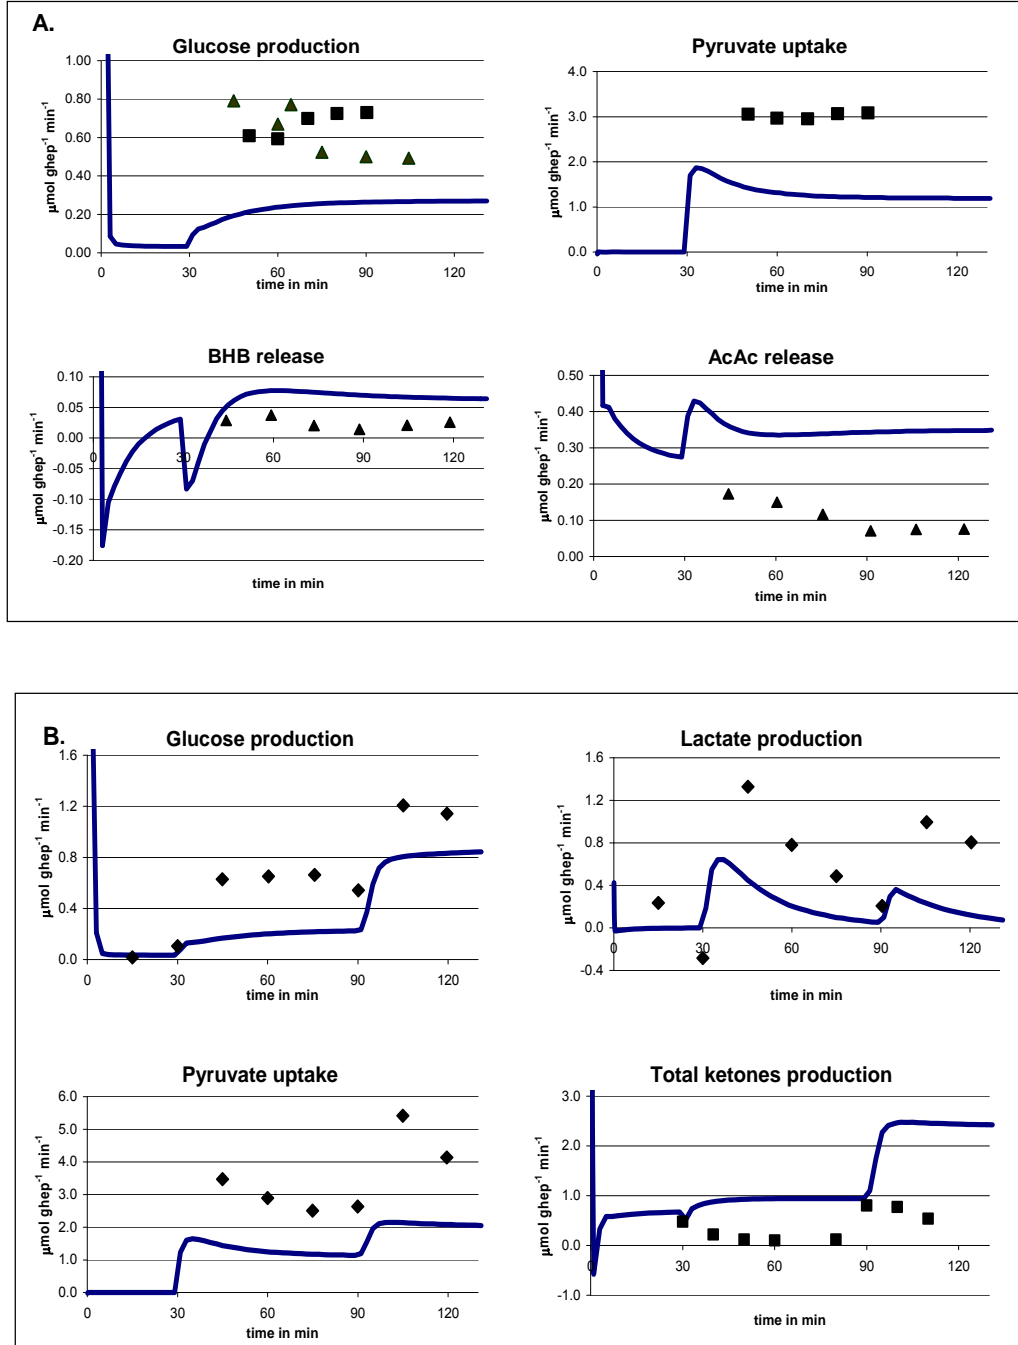 A.
Glucose production
μmol ghep⁻¹ min⁻¹
1.00
0.80
0.60
0.40
0.20
0.00
0 30 60 90 120
time in min
Pyruvate uptake
μmol ghep⁻¹ min⁻¹
4.0
3.0
2.0
1.0
0.0
0 30 60 90 120
time in min
BHB release
μmol ghep⁻¹ min⁻¹
0.10
0.05
0.00
-0.05
-0.10
-0.15
-0.20
0 30 60 90 120
time in min
AcAc release
μmol ghep⁻¹ min⁻¹
0.50
0.40
0.30
0.20
0.10
0.00
0 30 60 90 120
time in min
B.
Glucose production
μmol ghep⁻¹ min⁻¹
1.6
1.2
0.8
0.4
0.0
0 30 60 90 120
time in min
Lactate production
μmol ghep⁻¹ min⁻¹
1.6
1.2
0.8
0.4
0.0
-0.4
0 30 60 90 120
time in min
Pyruvate uptake
μmol ghep⁻¹ min⁻¹
6.0
5.0
4.0
3.0
2.0
1.0
0.0
0 30 60 90 120
time in min
Total ketones production
μmol ghep⁻¹ min⁻¹
3.0
2.0
1.0
0.0
-1.0
0 30 60 90 120
time in min